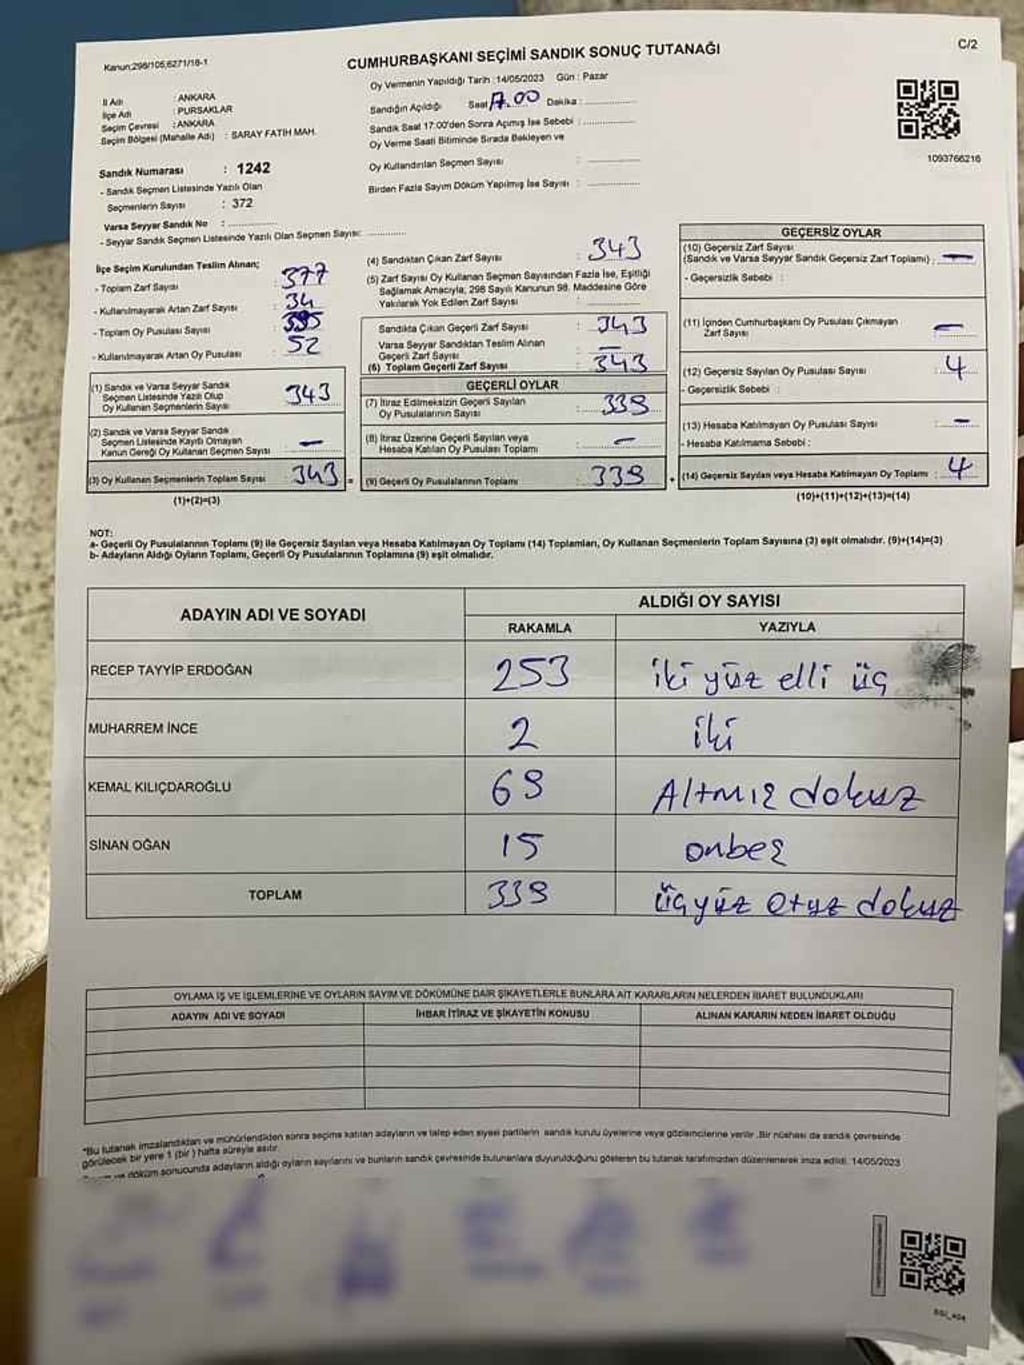 Kanun:298/105,6271/18-1
CUMHURBAŞKANI SEÇİMİ SANDIK SONUÇ TUTANAĞI
C/2
Oy Vermenin Yapıldığı Tarih :14/05/2023 Gün : Pazar
İl Adı : ANKARA
İlçe Adı : PURSAKLAR
Seçim Çevresi : ANKARA
Seçim Bölgesi (Mahalle Adı) : SARAY FATİH MAH.
Sandığın Açıldığı Saat 17.00 Dakika : ..............
Sandık Saat 17:00'den Sonra Açımış İse Sebebi : ..............
Oy Verme Saati Bitiminde Sırada Bekleyen ve
Oy Kullandırılan Seçmen Sayısı : ..............
Birden Fazla Sayım Döküm Yapılmış İse Sayısı : ..............
1093766216
Sandık Numarası : 1242
- Sandık Seçmen Listesinde Yazılı Olan
Seçmenlerin Sayısı : 372
Varsa Seyyar Sandık No : ..............
- Seyyar Sandık Seçmen Listesinde Yazılı Olan Seçmen Sayısı: ..............
İlçe Seçim Kurulundan Teslim Alınan;
- Toplam Zarf Sayısı : 377
- Kullanılmayarak Artan Zarf Sayısı : 34
- Toplam Oy Pusulası Sayısı : 395
- Kullanılmayarak Artan Oy Pusulası : 52
(1) Sandık ve Varsa Seyyar Sandık
Seçmen Listesinde Yazılı Olup
Oy Kullanan Seçmenlerin Sayısı 343
(2) Sandık ve Varsa Seyyar Sandık
Seçmen Listesinde Kayıtlı Olmayan
Kanun Gereği Oy Kullanan Seçmen Sayısı —
(3) Oy Kullanan Seçmenlerin Toplam Sayısı 343 =
(1)+(2)=(3)
(4) Sandıktan Çıkan Zarf Sayısı : 343
(5) Zarf Sayısı Oy Kullanan Seçmen Sayısından Fazla İse, Eşitliği
Sağlamak Amacıyla, 298 Sayılı Kanunun 98. Maddesine Göre
Yakılarak Yok Edilen Zarf Sayısı : ..............
Sandıkta Çıkan Geçerli Zarf Sayısı : 343
Varsa Seyyar Sandıktan Teslim Alınan
Geçerli Zarf Sayısı : —
(6) Toplam Geçerli Zarf Sayısı : 343
GEÇERLİ OYLAR
(7) İtiraz Edilmeksizin Geçerli Sayılan
Oy Pusulalarının Sayısı : 339
(8) İtiraz Üzerine Geçerli Sayılan veya
Hesaba Katılan Oy Pusulası Toplamı : —
(9) Geçerli Oy Pusulalarının Toplamı : 339 +
GEÇERSİZ OYLAR
(10) Geçersiz Zarf Sayısı
(Sandık ve Varsa Seyyar Sandık Geçersiz Zarf Toplamı) : —
- Geçersizlik Sebebi :
(11) İçinden Cumhurbaşkanı Oy Pusulası Çıkmayan
Zarf Sayısı —
(12) Geçersiz Sayılan Oy Pusulası Sayısı : 4
- Geçersizlik Sebebi :
(13) Hesaba Katılmayan Oy Pusulası Sayısı : —
- Hesaba Katılmama Sebebi :
(14) Geçersiz Sayılan veya Hesaba Katılmayan Oy Toplamı : 4
(10)+(11)+(12)+(13)=(14)
NOT:
a- Geçerli Oy Pusulalarının Toplamı (9) ile Geçersiz Sayılan veya Hesaba Katılmayan Oy Toplamı (14) Toplamları, Oy Kullanan Seçmenlerin Toplam Sayısına (3) eşit olmalıdır. (9)+(14)=(3)
b- Adayların Aldığı Oyların Toplamı, Geçerli Oy Pusulalarının Toplamına (9) eşit olmalıdır.
ADAYIN ADI VE SOYADI
ALDIĞI OY SAYISI
RAKAMLA YAZIYLA
RECEP TAYYİP ERDOĞAN 253 iki yüz elli üç
MUHARREM İNCE 2 iki
KEMAL KILIÇDAROĞLU 69 Altmış dokuz
SİNAN OĞAN 15 onbeş
TOPLAM 339 üçyüz otuz dokuz
OYLAMA İŞ VE İŞLEMLERİNE VE OYLARIN SAYIM VE DÖKÜMÜNE DAİR ŞİKAYETLERLE BUNLARA AİT KARARLARIN NELERDEN İBARET BULUNDUKLARI
ADAYIN ADI VE SOYADI İHBAR İTİRAZ VE ŞİKAYETİN KONUSU ALINAN KARARIN NEDEN İBARET OLDUĞU
*Bu tutanak imzalandıktan ve mühürlendikten sonra seçime katılan adayların ve talep eden siyasi partilerin sandık kurulu üyelerine veya gözlemcilerine verilir .Bir nüshası da sandık çevresinde
görülecek bir yere 1 (bir ) hafta süreyle asılır.
ve döküm sonucunda adayların aldığı oyların sayılarını ve bunların sandık çevresinde bulunanlara duyurulduğunu gösteren bu tutanak tarafımızdan düzenlenerek imza edildi. 14/05/2023